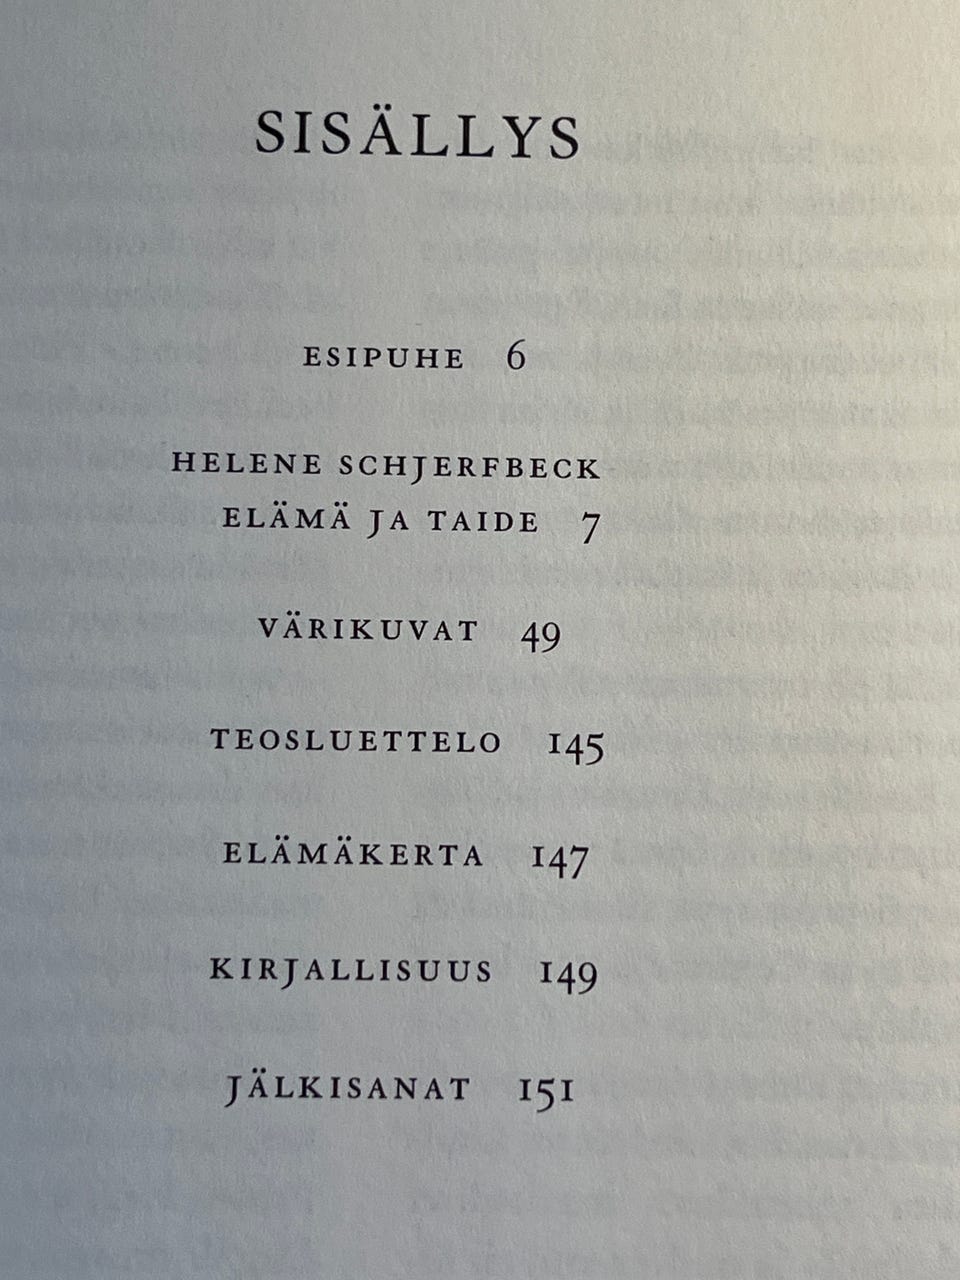 SISÄLLYS
ESIPUHE 6
HELENE SCHJERFBECK
ELÄMÄ JA TAIDE 7
VÄRIKUVAT 49
TEOSLUETTELO 145
ELÄMÄKERTA 147
KIRJALLISUUS 149
JÄLKISANAT 151